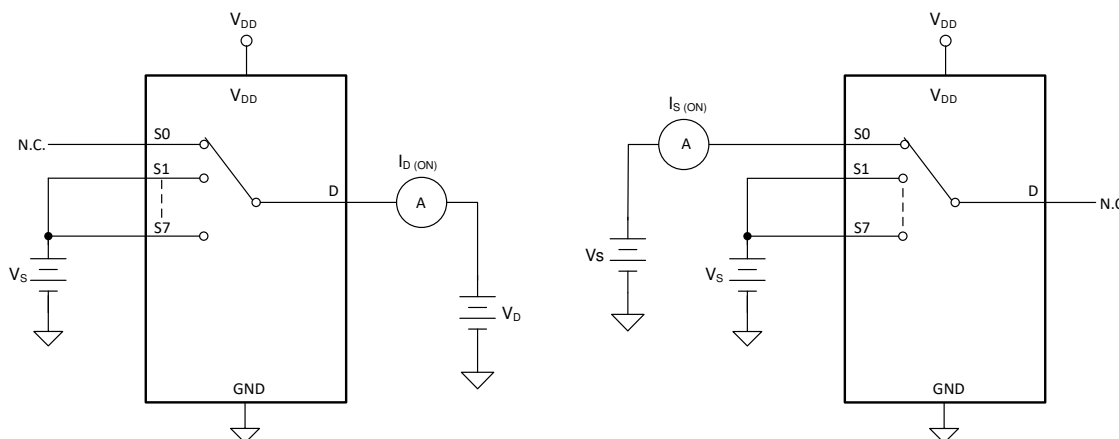 VDD
VDD
N.C.
S0
S1
S7
D
ID (ON)
A
VS
VD
GND
VDD
VDD
IS (ON)
A
S0
S1
S7
D
N.C
Vs
VS
GND